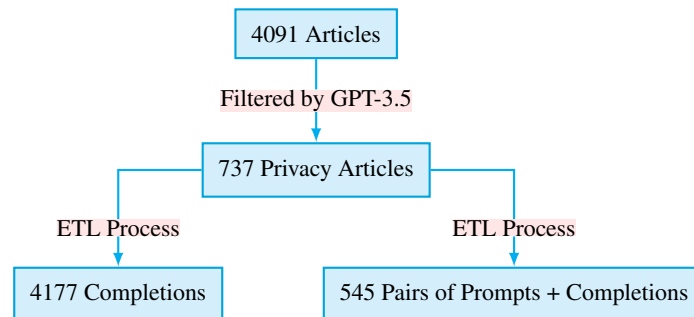 4091 Articles
Filtered by GPT-3.5
737 Privacy Articles
ETL Process
ETL Process
4177 Completions
545 Pairs of Prompts + Completions